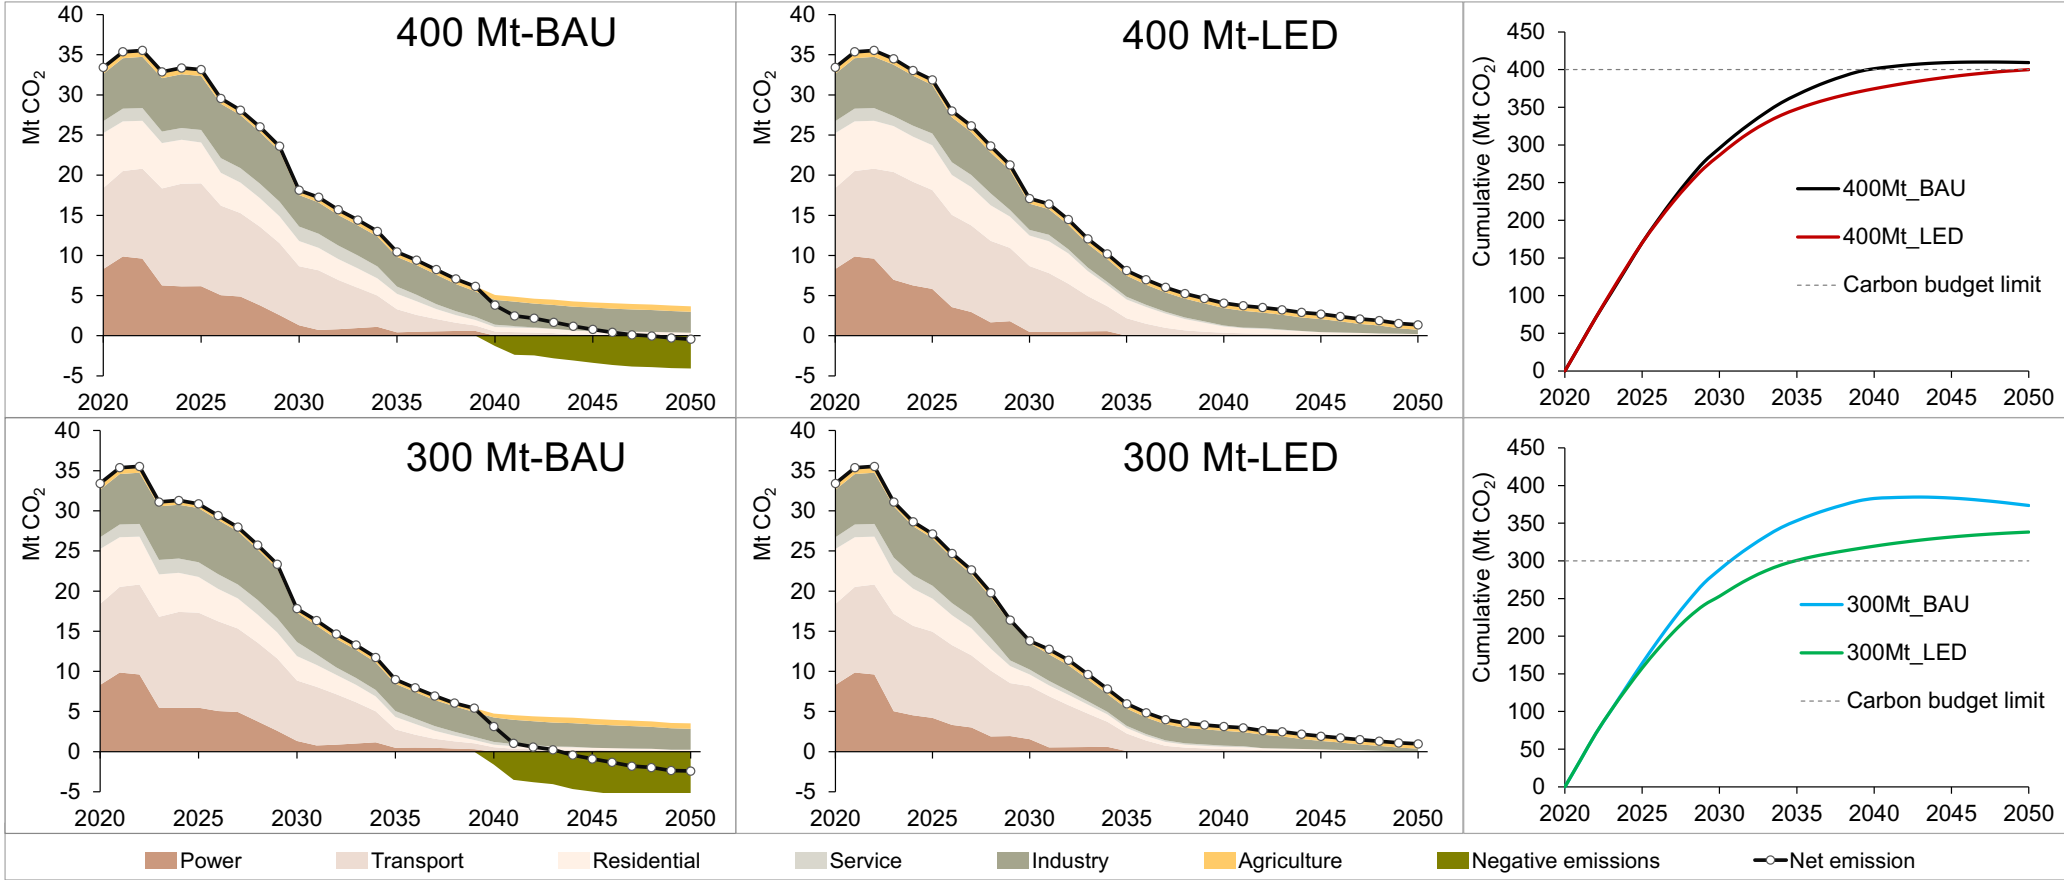 400 Mt-BAU
Mt CO₂
40
35
30
25
20
15
10
5
0
-5
2020 2025 2030 2035 2040 2045 2050
400 Mt-LED
Mt CO₂
40
35
30
25
20
15
10
5
0
-5
2020 2025 2030 2035 2040 2045 2050
Cumulative (Mt CO₂)
450
400
350
300
250
200
150
100
50
0
400Mt_BAU
400Mt_LED
Carbon budget limit
2020 2025 2030 2035 2040 2045 2050
300 Mt-BAU
Mt CO₂
40
35
30
25
20
15
10
5
0
-5
2020 2025 2030 2035 2040 2045 2050
300 Mt-LED
Mt CO₂
40
35
30
25
20
15
10
5
0
-5
2020 2025 2030 2035 2040 2045 2050
Cumulative (Mt CO₂)
450
400
350
300
250
200
150
100
50
0
300Mt_BAU
300Mt_LED
Carbon budget limit
2020 2025 2030 2035 2040 2045 2050
Power Transport Residential Service Industry Agriculture Negative emissions Net emission